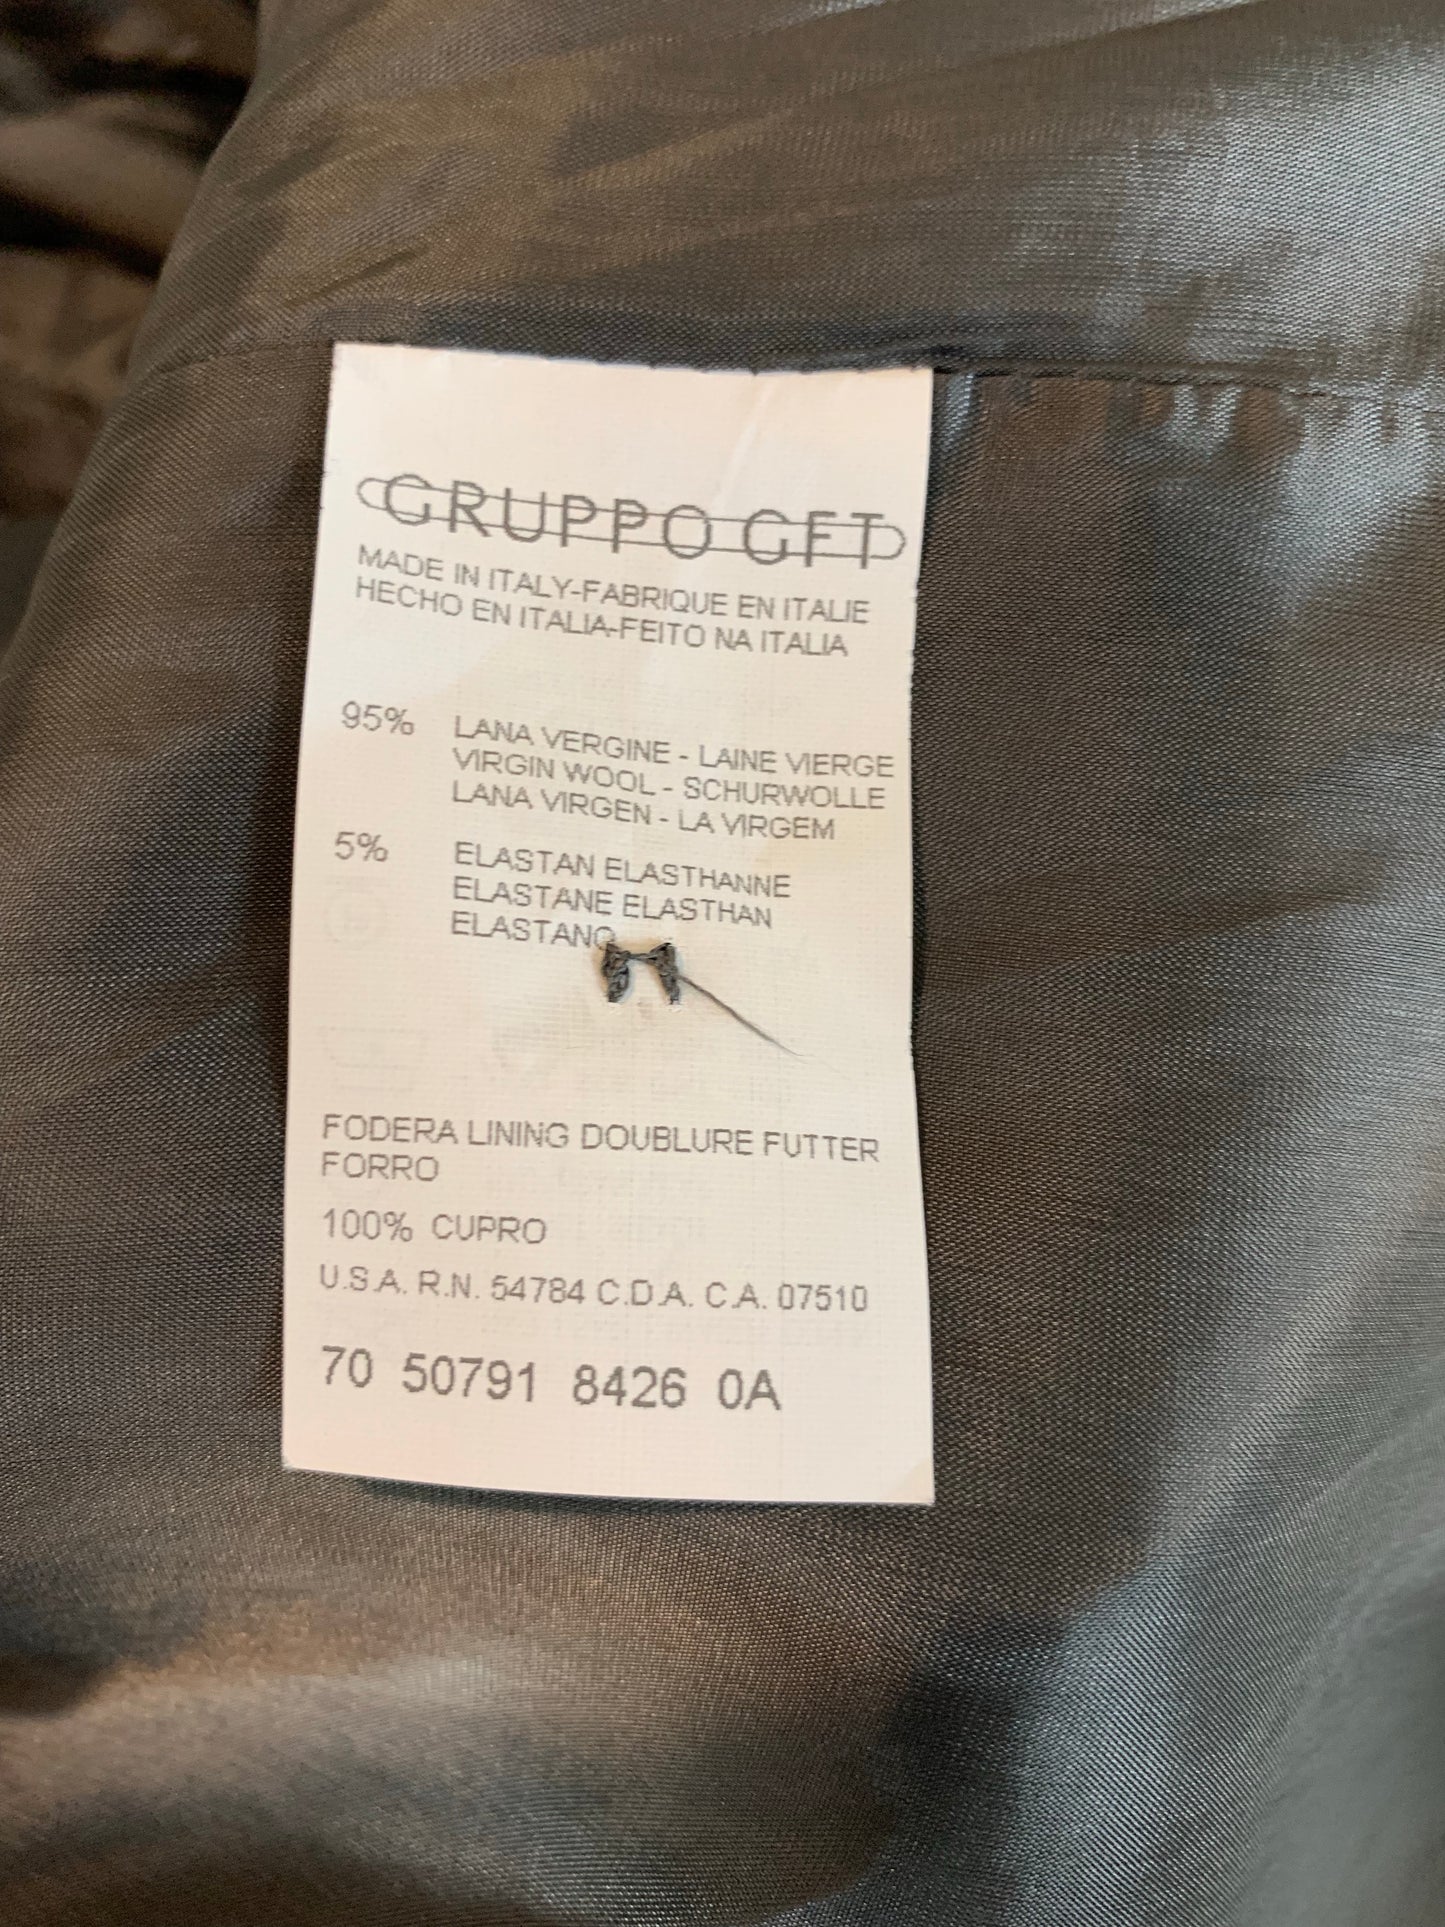 GRUPPO GFT
MADE IN ITALY-FABRIQUE EN ITALIE
HECHO EN ITALIA-FEITO NA ITALIA
95% LANA VERGINE - LAINE VIERGE
VIRGIN WOOL - SCHURWOLLE
LANA VIRGEN - LA VIRGEM
5% ELASTAN ELASTHANNE
ELASTANE ELASTHAN
ELASTANO
FODERA LINING DOUBLURE FUTTER
FORRO
100% CUPRO
U.S.A. R.N. 54784 C.D.A. C.A. 07510
70 50791 8426 0A